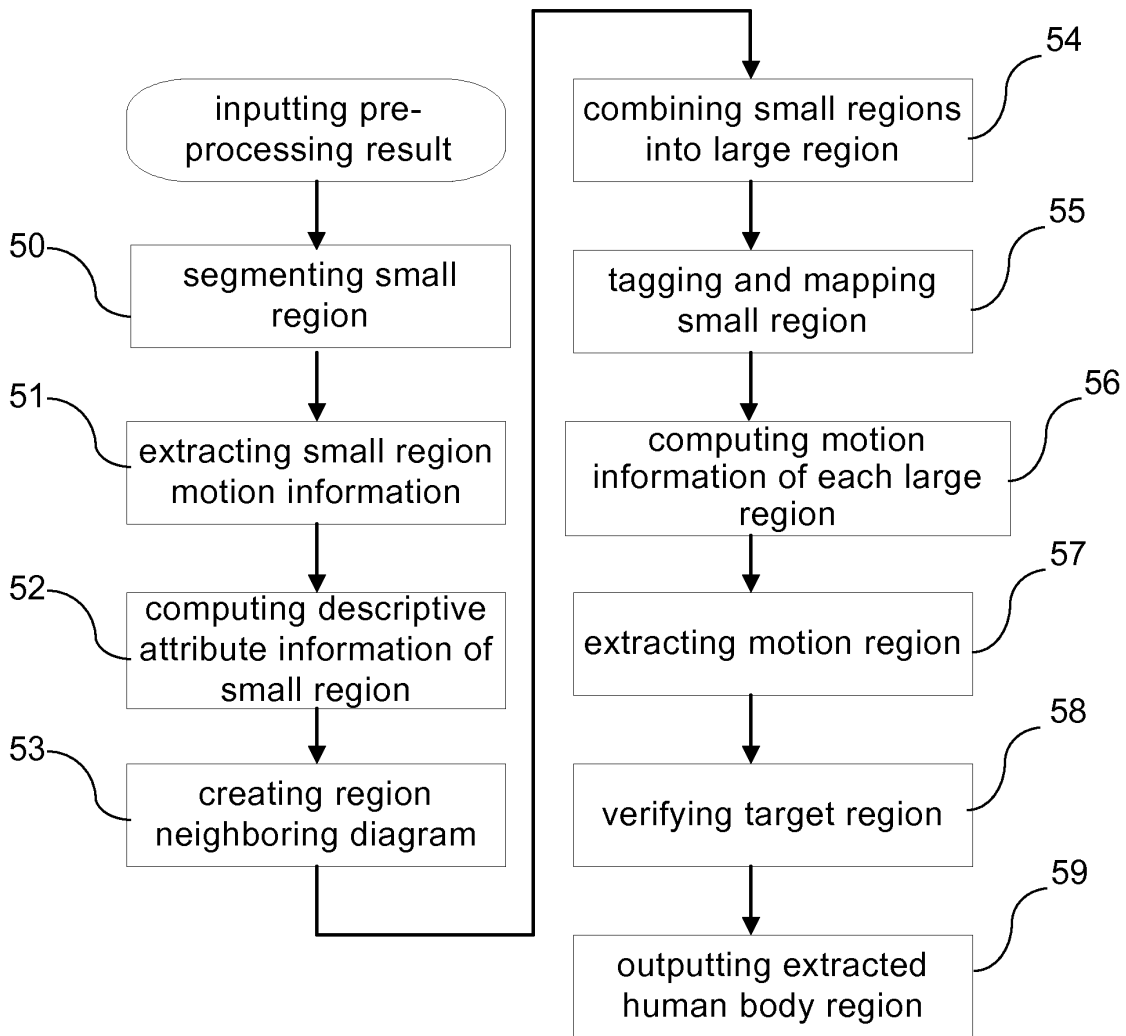 inputting pre-
processing result
50
segmenting small
region
51
extracting small region
motion information
52
computing descriptive
attribute information of
small region
53
creating region
neighboring diagram
54
combining small regions
into large region
55
tagging and mapping
small region
56
computing motion
information of each large
region
57
extracting motion region
58
verifying target region
59
outputting extracted
human body region